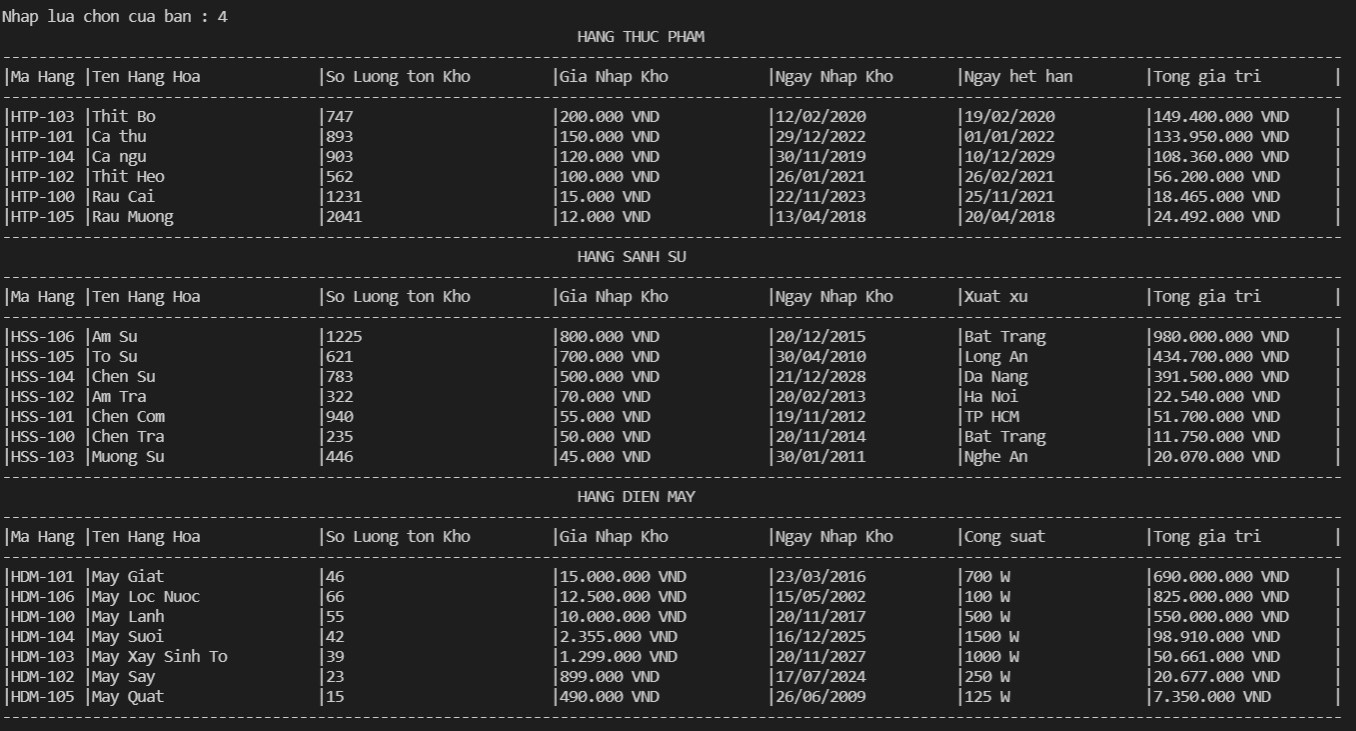 Nhap lua chon cua ban : 4
HANG THUC PHAM
|Ma Hang |Ten Hang Hoa |So Luong ton Kho |Gia Nhap Kho |Ngay Nhap Kho |Ngay het han |Tong gia tri |
|HTP-103 |Thit Bo |747 |200.000 VND |12/02/2020 |19/02/2020 |149.400.000 VND |
|HTP-101 |Ca thu |893 |150.000 VND |29/12/2022 |01/01/2022 |133.950.000 VND |
|HTP-104 |Ca ngu |903 |120.000 VND |30/11/2019 |10/12/2029 |108.360.000 VND |
|HTP-102 |Thit Heo |562 |100.000 VND |26/01/2021 |26/02/2021 |56.200.000 VND |
|HTP-100 |Rau Cai |1231 |15.000 VND |22/11/2023 |25/11/2021 |18.465.000 VND |
|HTP-105 |Rau Muong |2041 |12.000 VND |13/04/2018 |20/04/2018 |24.492.000 VND |
HANG SANH SU
|Ma Hang |Ten Hang Hoa |So Luong ton Kho |Gia Nhap Kho |Ngay Nhap Kho |Xuat xu |Tong gia tri |
|HSS-106 |Am Su |1225 |800.000 VND |20/12/2015 |Bat Trang |980.000.000 VND |
|HSS-105 |To Su |621 |700.000 VND |30/04/2010 |Long An |434.700.000 VND |
|HSS-104 |Chen Su |783 |500.000 VND |21/12/2028 |Da Nang |391.500.000 VND |
|HSS-102 |Am Tra |322 |70.000 VND |20/02/2013 |Ha Noi |22.540.000 VND |
|HSS-101 |Chen Com |940 |55.000 VND |19/11/2012 |TP HCM |51.700.000 VND |
|HSS-100 |Chen Tra |235 |50.000 VND |20/11/2014 |Bat Trang |11.750.000 VND |
|HSS-103 |Muong Su |446 |45.000 VND |30/01/2011 |Nghe An |20.070.000 VND |
HANG DIEN MAY
|Ma Hang |Ten Hang Hoa |So Luong ton Kho |Gia Nhap Kho |Ngay Nhap Kho |Cong suat |Tong gia tri |
|HDM-101 |May Giat |46 |15.000.000 VND |23/03/2016 |700 W |690.000.000 VND |
|HDM-106 |May Loc Nuoc |66 |12.500.000 VND |15/05/2002 |100 W |825.000.000 VND |
|HDM-100 |May Lanh |55 |10.000.000 VND |20/11/2017 |500 W |550.000.000 VND |
|HDM-104 |May Suoi |42 |2.355.000 VND |16/12/2025 |1500 W |98.910.000 VND |
|HDM-103 |May Xay Sinh To |39 |1.299.000 VND |20/11/2027 |1000 W |50.661.000 VND |
|HDM-102 |May Say |23 |899.000 VND |17/07/2024 |250 W |20.677.000 VND |
|HDM-105 |May Quat |15 |490.000 VND |26/06/2009 |125 W |7.350.000 VND |